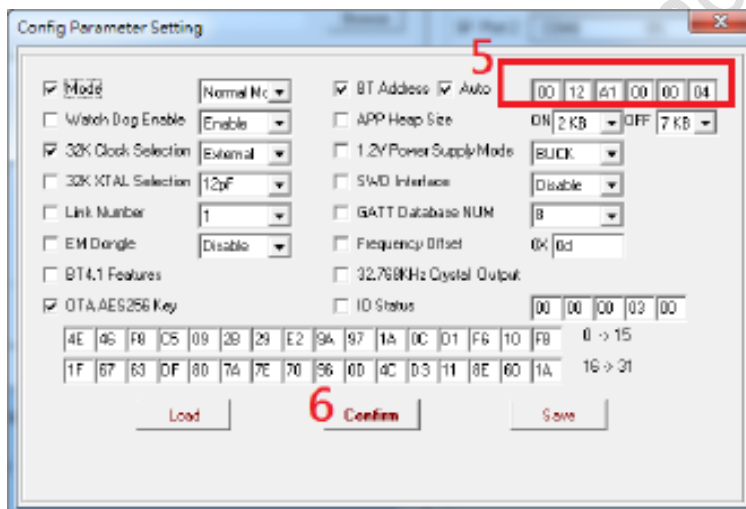 Config Parameter Setting
5
Mode Normal Mc BT Address Auto 00 12 A1 00 00 04
Watch Dog Enable Enable APP Heap Size ON 2 KB OFF 7 KB
32K Clock Selection External 1.2V Power Supply Mode BUCK
32K XTAL Selection 12pF SWD Interface Disable
Link Number 1 GATT Database NUM 8
EM Dongle Disable Frequency Offset 0X 0d
BT4.1 Features 32.768KHz Crystal Output
OTA AES256 Key IO Status 00 00 00 03 00
4E 46 F8 C5 09 2B 29 E2 9A 97 1A 0C D1 F6 10 F8 0 -> 15
1F 67 63 DF 80 7A 7E 70 96 0D 4C D3 11 8E 60 1A 16 -> 31
Load 6 Confirm Save